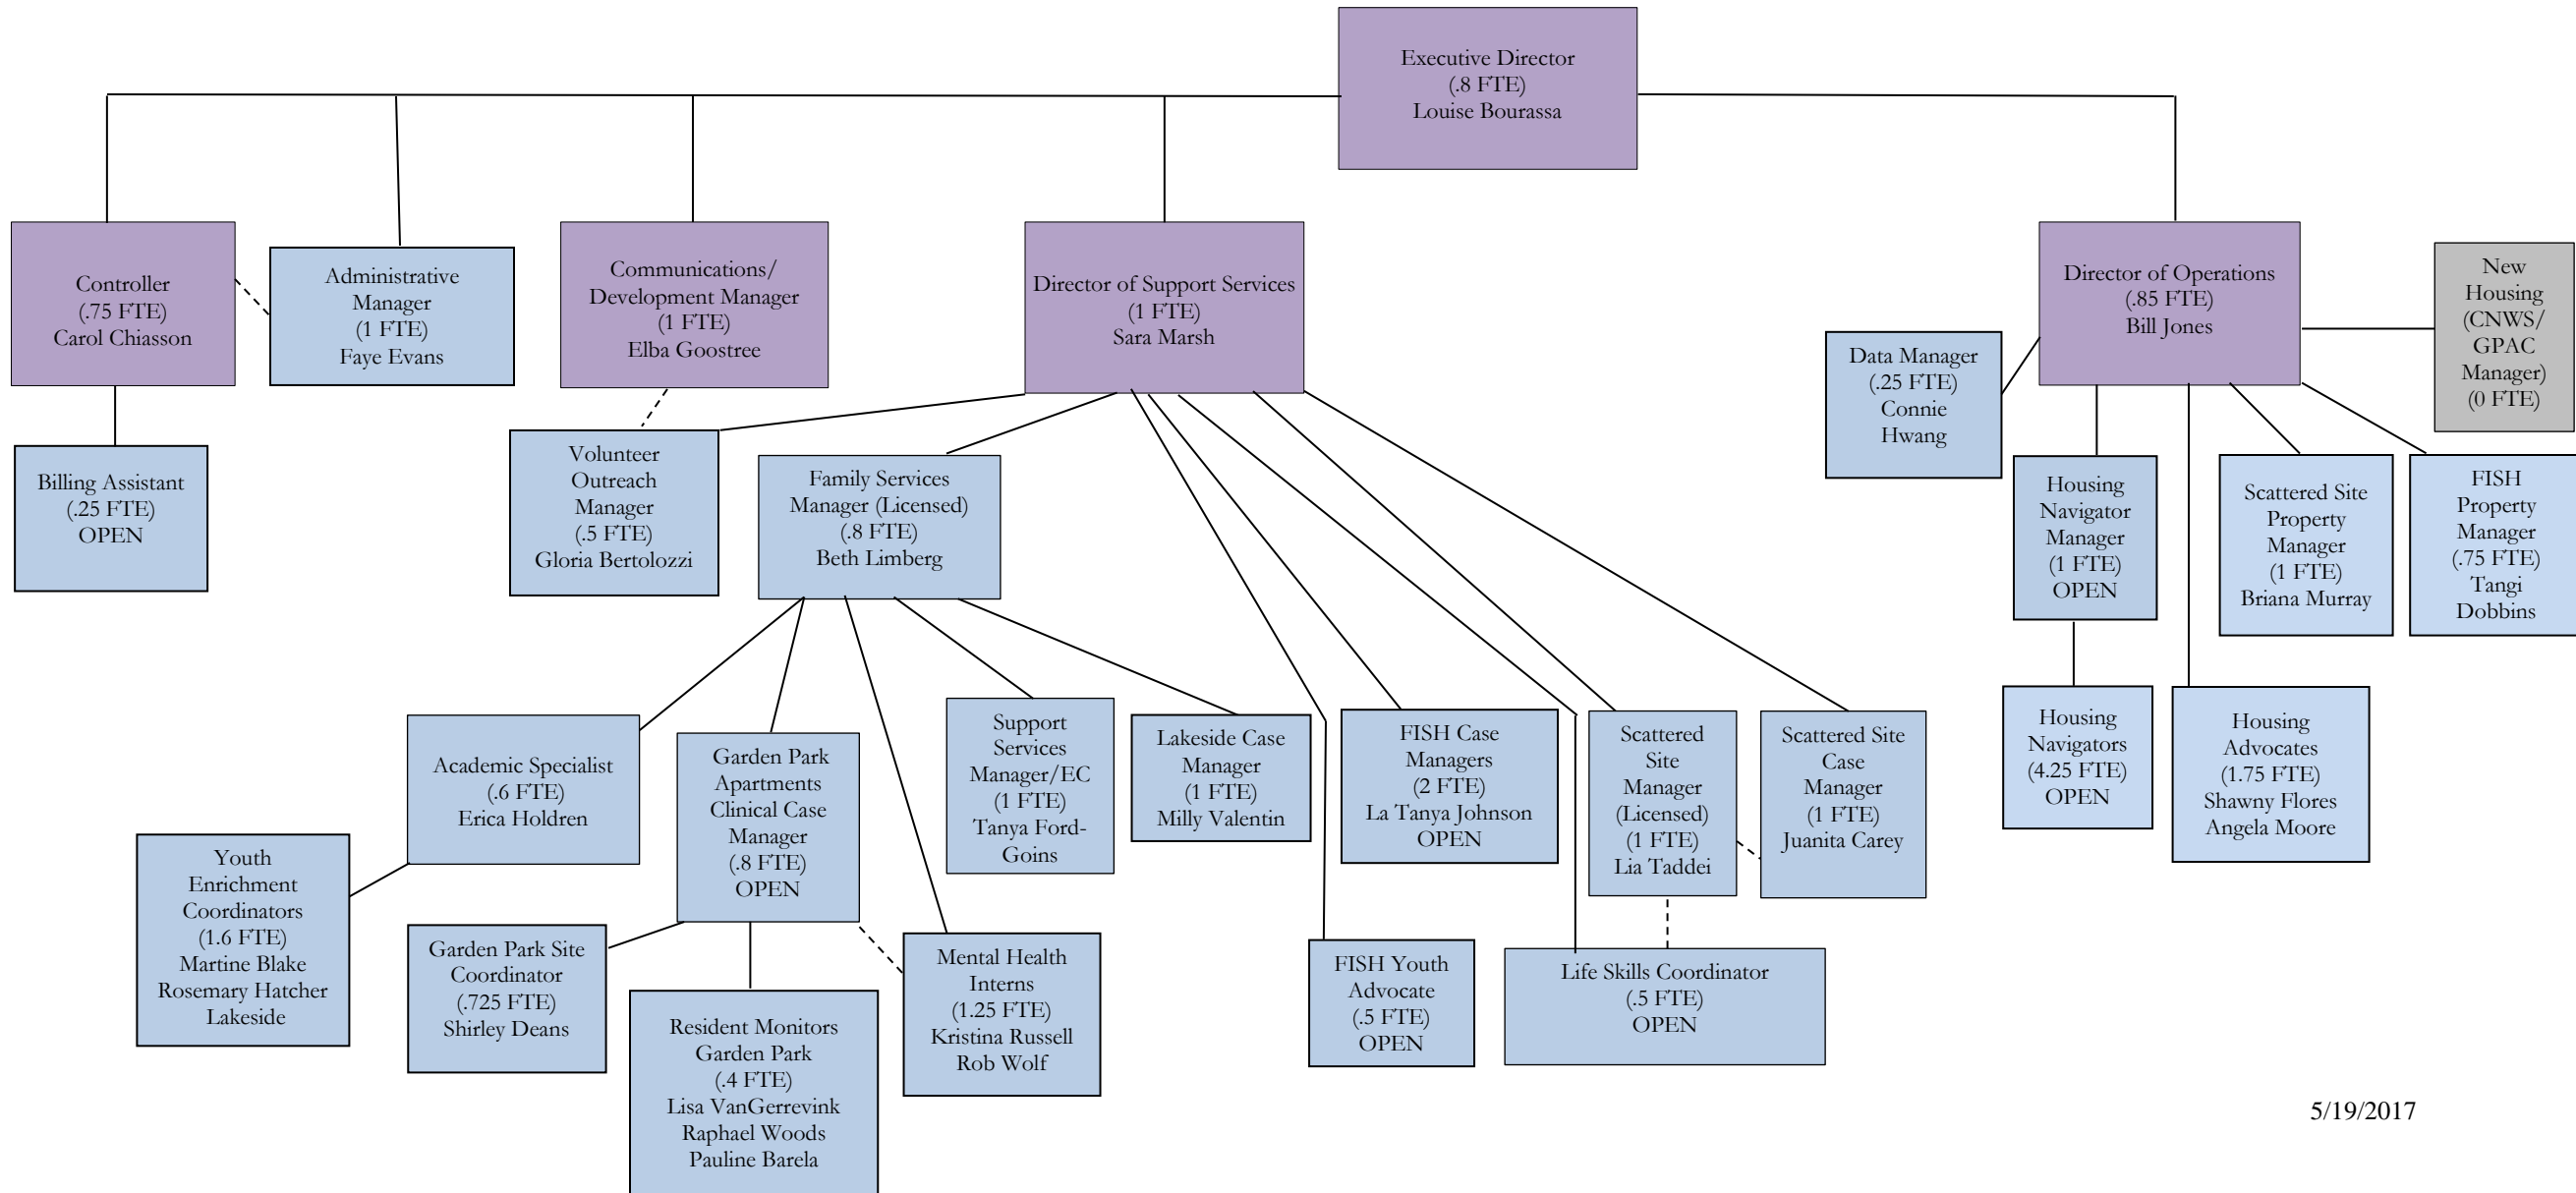 Executive Director
(.8 FTE)
Louise Bourassa
Controller
(.75 FTE)
Carol Chiasson
Administrative
Manager
(1 FTE)
Faye Evans
Communications/
Development Manager
(1 FTE)
Elba Goostree
Director of Support Services
(1 FTE)
Sara Marsh
Director of Operations
(.85 FTE)
Bill Jones
New
Housing
(CNWS/
GPAC
Manager)
(0 FTE)
Data Manager
(.25 FTE)
Connie
Hwang
Billing Assistant
(.25 FTE)
OPEN
Volunteer
Outreach
Manager
(.5 FTE)
Gloria Bertolozzi
Family Services
Manager (Licensed)
(.8 FTE)
Beth Limberg
Housing
Navigator
Manager
(1 FTE)
OPEN
Scattered Site
Property
Manager
(1 FTE)
Briana Murray
FISH
Property
Manager
(.75 FTE)
Tangi
Dobbins
Academic Specialist
(.6 FTE)
Erica Holdren
Garden Park
Apartments
Clinical Case
Manager
(.8 FTE)
OPEN
Support
Services
Manager/EC
(1 FTE)
Tanya Ford-
Goins
Lakeside Case
Manager
(1 FTE)
Milly Valentin
FISH Case
Managers
(2 FTE)
La Tanya Johnson
OPEN
Scattered
Site
Manager
(Licensed)
(1 FTE)
Lia Taddei
Scattered Site
Case
Manager
(1 FTE)
Juanita Carey
Housing
Navigators
(4.25 FTE)
OPEN
Housing
Advocates
(1.75 FTE)
Shawny Flores
Angela Moore
Youth
Enrichment
Coordinators
(1.6 FTE)
Martine Blake
Rosemary Hatcher
Lakeside
Garden Park Site
Coordinator
(.725 FTE)
Shirley Deans
Resident Monitors
Garden Park
(.4 FTE)
Lisa VanGerrevink
Raphael Woods
Pauline Barela
Mental Health
Interns
(1.25 FTE)
Kristina Russell
Rob Wolf
FISH Youth
Advocate
(.5 FTE)
OPEN
Life Skills Coordinator
(.5 FTE)
OPEN
5/19/2017